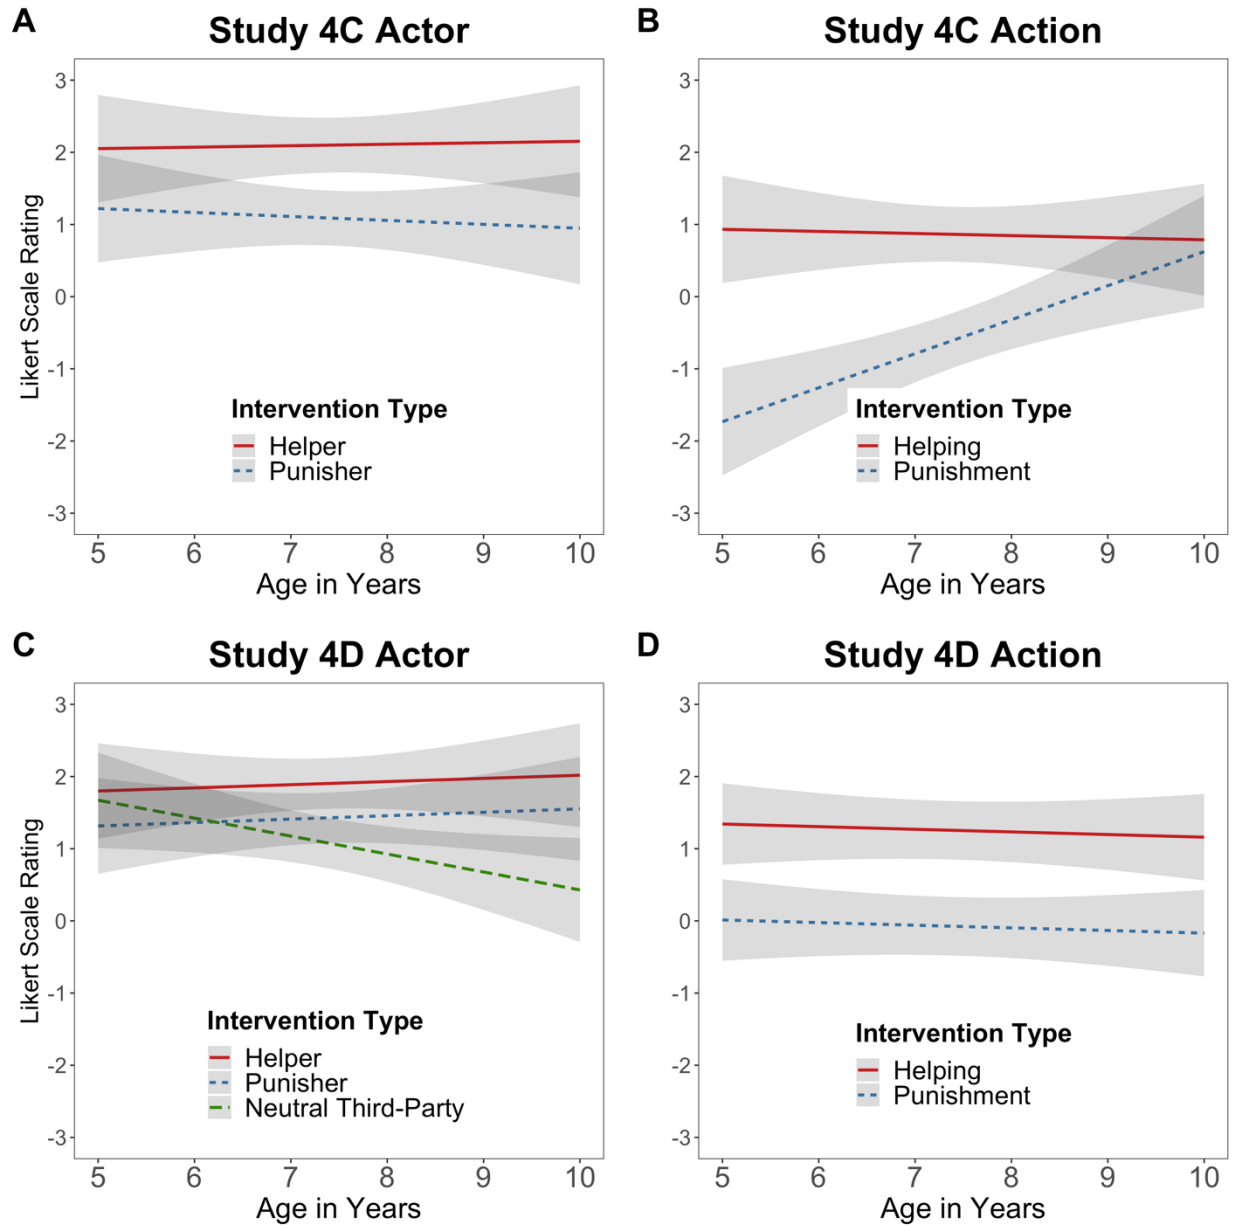 A
Study 4C Actor
Likert Scale Rating
3
2
1
0
-1
-2
-3
Intervention Type
Helper
Punisher
5 6 7 8 9 10
Age in Years
B
Study 4C Action
3
2
1
0
-1
-2
-3
Intervention Type
Helping
Punishment
5 6 7 8 9 10
Age in Years
C
Study 4D Actor
Likert Scale Rating
3
2
1
0
-1
-2
-3
Intervention Type
Helper
Punisher
Neutral Third-Party
5 6 7 8 9 10
Age in Years
D
Study 4D Action
3
2
1
0
-1
-2
-3
Intervention Type
Helping
Punishment
5 6 7 8 9 10
Age in Years